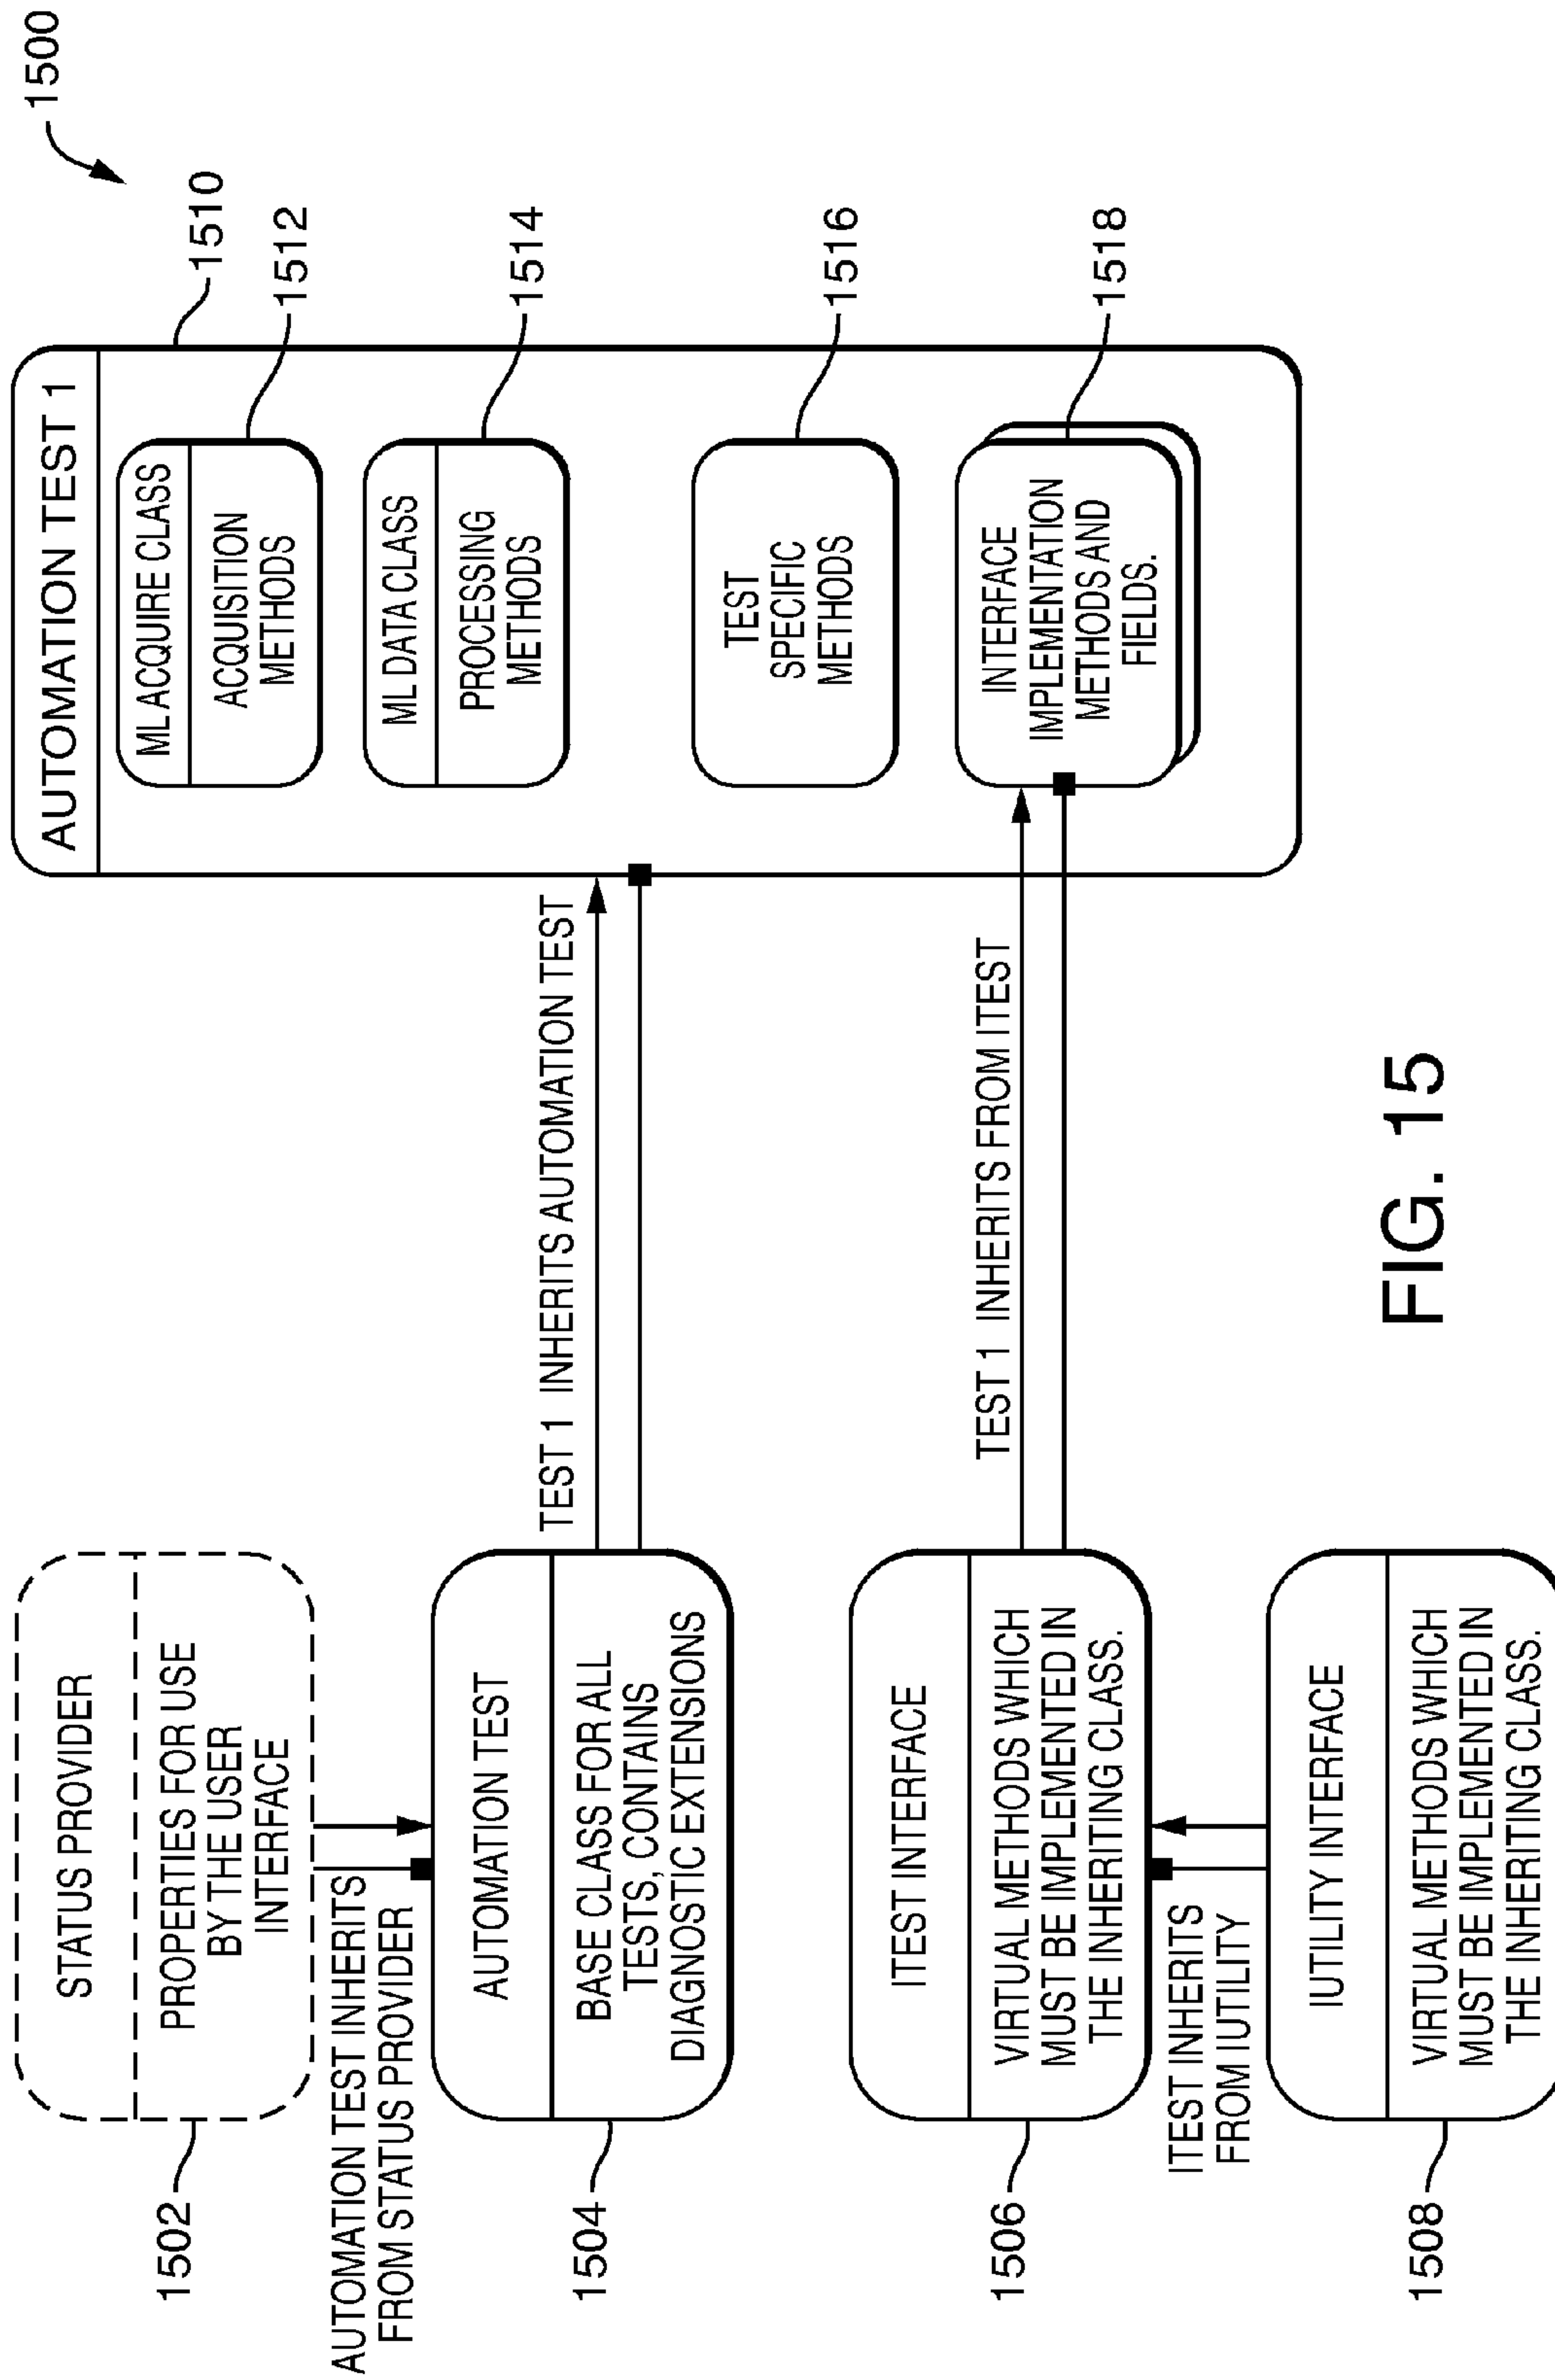 1500
STATUS PROVIDER
PROPERTIES FOR USE
BY THE USER
INTERFACE
1502
AUTOMATION TEST INHERITS
FROM STATUS PROVIDER
AUTOMATION TEST
BASE CLASS FOR ALL
TESTS, CONTAINS
DIAGNOSTIC EXTENSIONS
1504
TEST 1 INHERITS AUTOMATION TEST
ITEST INTERFACE
VIRTUAL METHODS WHICH
MUST BE IMPLEMENTED IN
THE INHERITING CLASS.
1506
TEST 1 INHERITS FROM ITEST
ITEST INHERITS
FROM IUTILITY
IUTILITY INTERFACE
VIRTUAL METHODS WHICH
MUST BE IMPLEMENTED IN
THE INHERITING CLASS.
1508
AUTOMATION TEST 1
1510
ML ACQUIRE CLASS
ACQUISITION
METHODS
1512
ML DATA CLASS
PROCESSING
METHODS
1514
TEST
SPECIFIC
METHODS
1516
INTERFACE
IMPLEMENTATION
METHODS AND
FIELDS.
1518
FIG. 15